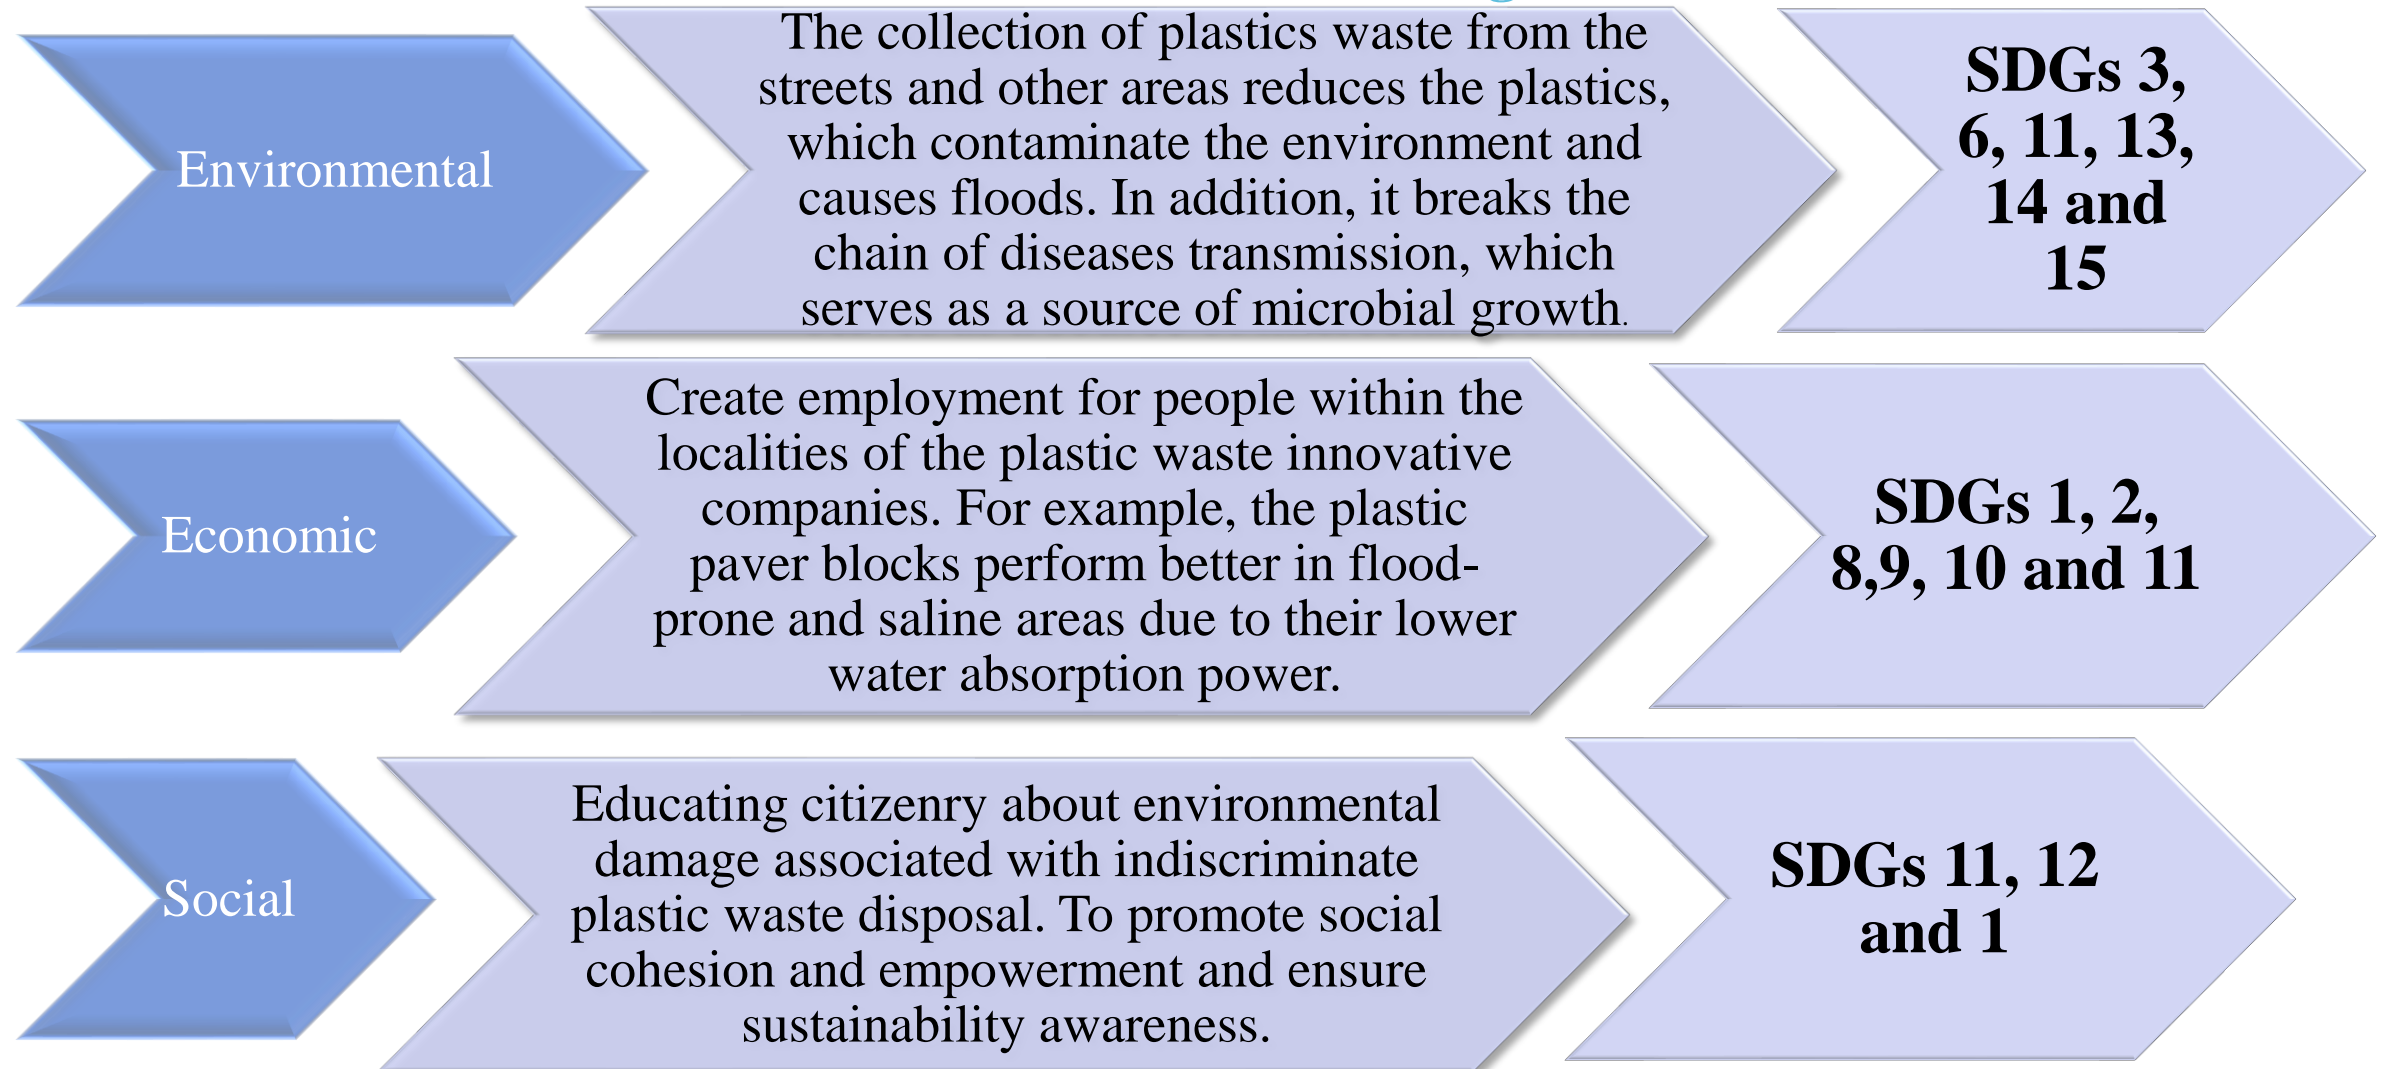 Environmental
The collection of plastics waste from the
streets and other areas reduces the plastics,
which contaminate the environment and
causes floods. In addition, it breaks the
chain of diseases transmission, which
serves as a source of microbial growth.
SDGs 3,
6, 11, 13,
14 and
15
Economic
Create employment for people within the
localities of the plastic waste innovative
companies. For example, the plastic
paver blocks perform better in flood-
prone and saline areas due to their lower
water absorption power.
SDGs 1, 2,
8,9, 10 and 11
Social
Educating citizenry about environmental
damage associated with indiscriminate
plastic waste disposal. To promote social
cohesion and empowerment and ensure
sustainability awareness.
SDGs 11, 12
and 1